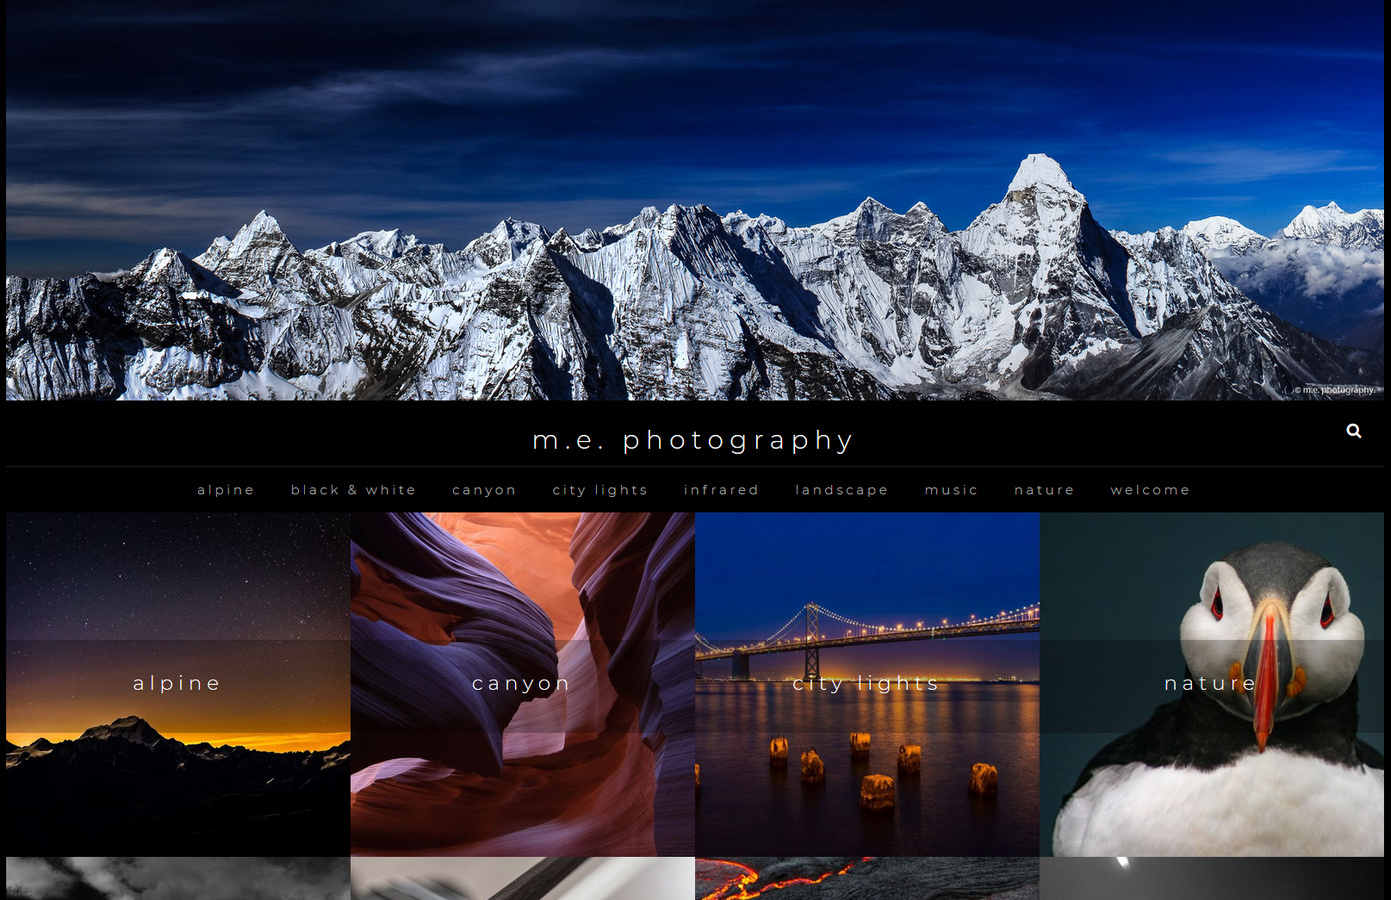 © m.e. photography.
m.e. photography
alpine black & white canyon city lights infrared landscape music nature welcome
alpine canyon city lights nature